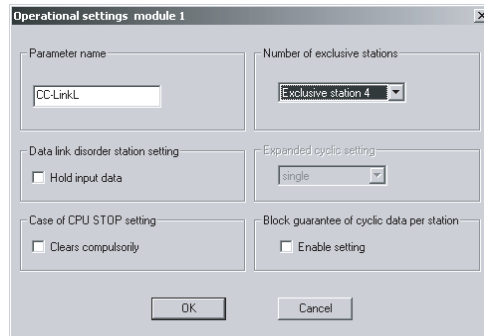 Operational settings module 1
Parameter name
CC-LinkL
Number of exclusive stations
Exclusive station 4
Data link disorder station setting
Hold input data
Expanded cyclic setting
single
Case of CPU STOP setting
Clears compulsorily
Block guarantee of cyclic data per station
Enable setting
OK
Cancel